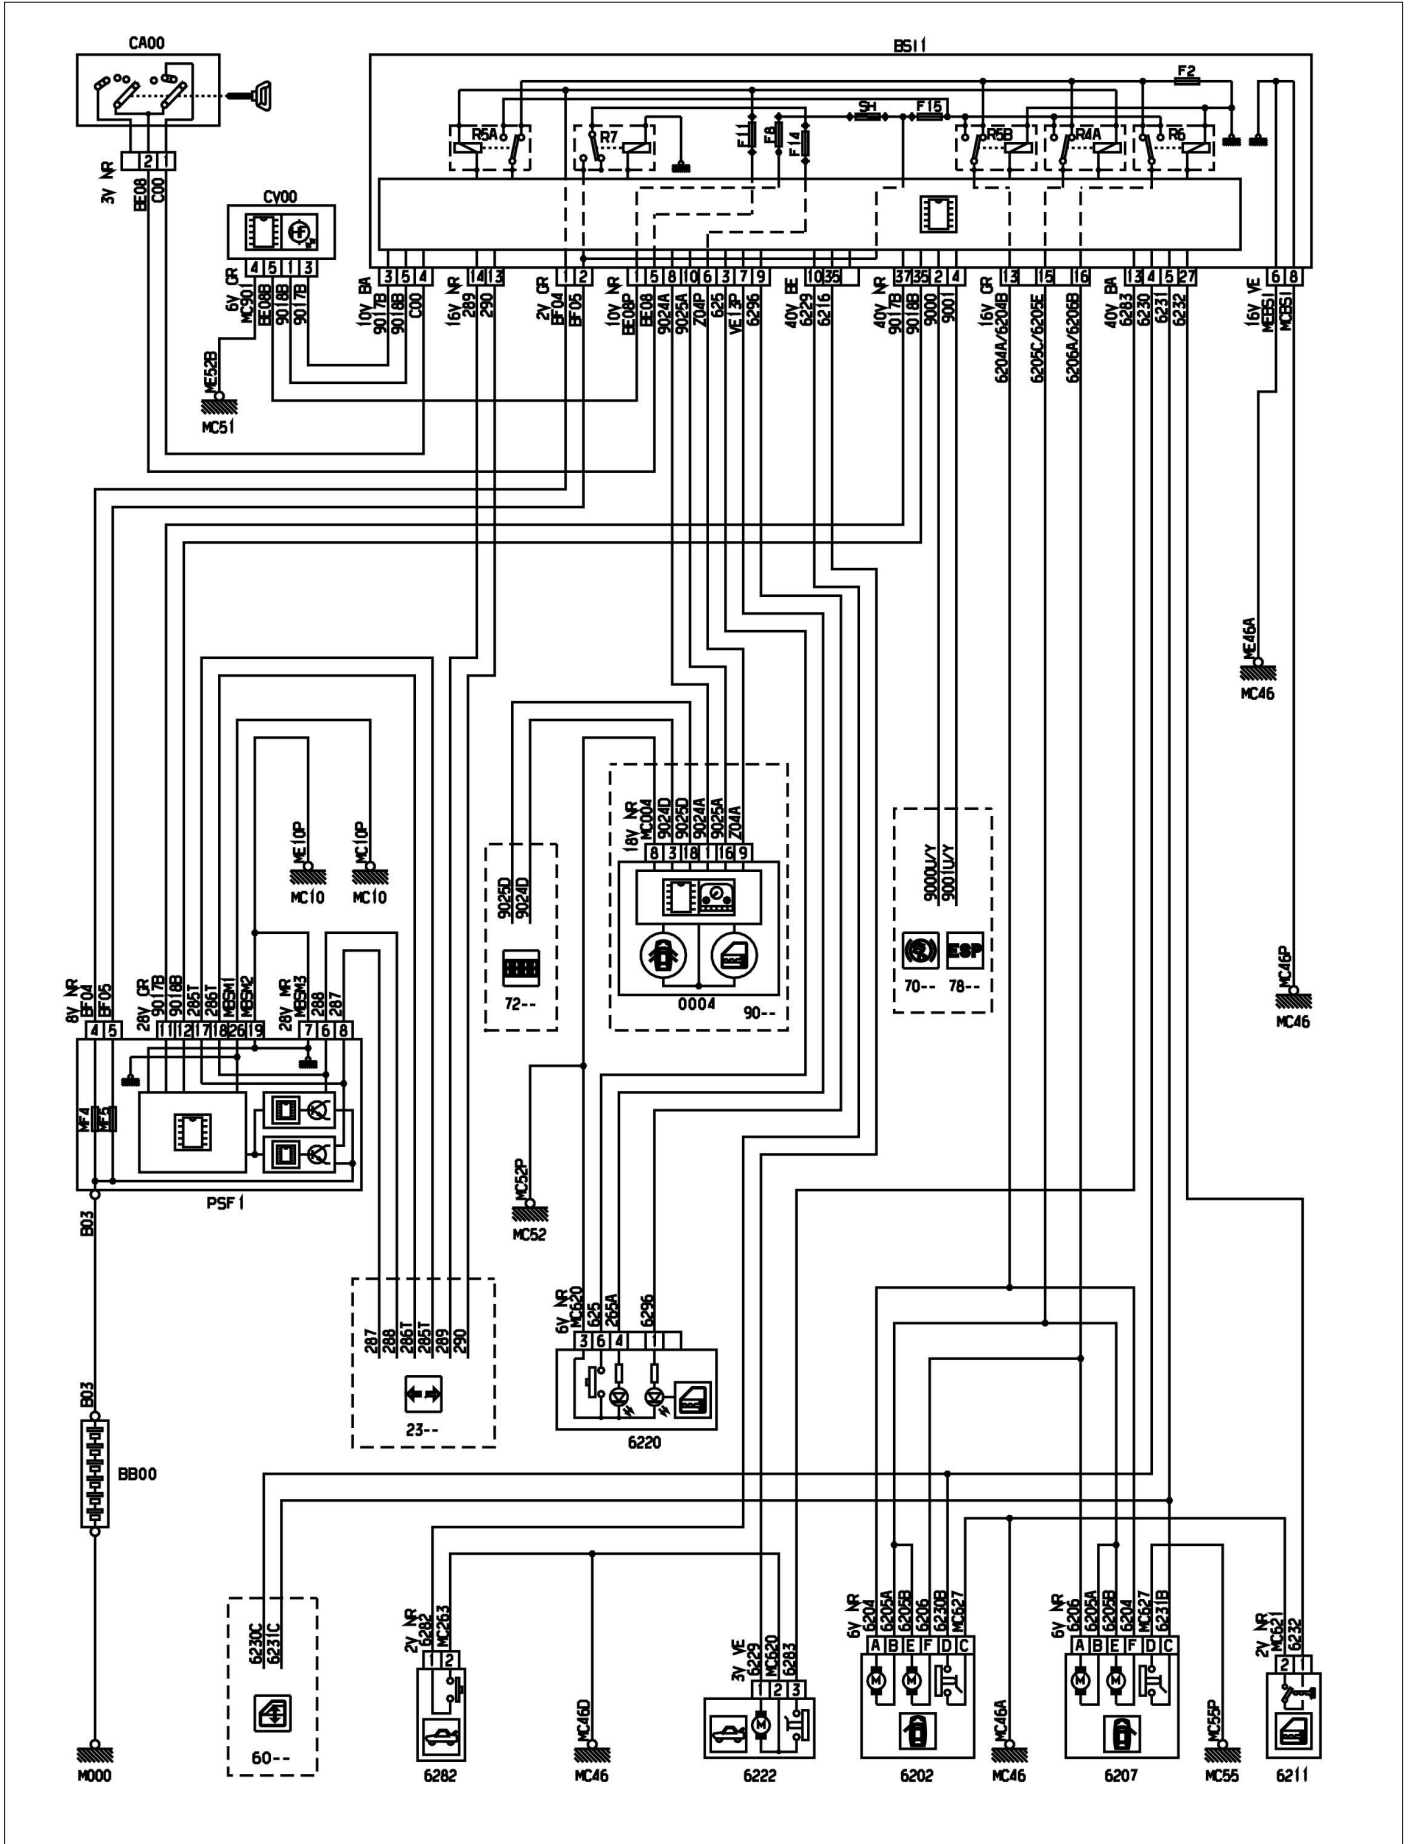 CA00
BSI1
F2
SH
F15
R5A
R7
F11
F8
F14
R5B
R4A
R6
2 1
3V NR
BE08
C00
CV00
HF
4 5 1 3
6V GR
MC901
BE08B
9018B
9017B
3 5 4
10V BA
9017B
9018B
C00
14 13
16V NR
289
290
1 2
2V GR
BF04
BF05
1 5 8 10 6 3 7 9
10V NR
BE08P
BE08
9024A
9025A
Z04P
625
VE13P
6296
10 35
40V BE
6229
6216
37 35 2 4
40V NR
9017B
9018B
9000
9001
13 15 16
16V GR
6204A/6204B
6205C/6205E
6206A/6206B
13 4 5 27
40V BA
6283
6230
6231
6232
6 8
16V VE
MEBS1
MCBS1
ME52B
MC51
ME46A
MC46
MC46P
MC46
ME10P
MC10
MC10P
MC10
18V NR
MC004
9024D
9025D
9024A
9025A
Z04A
8 3 18 1 16 9
0004
90--
9025D
9024D
72--
9000U/Y
9001U/Y
ESP
70-- 78--
8V NR
BF04
BF05
28V GR
9017B
9018B
285T
286T
MBSM1
MBSM2
28V MR
MBSM3
288
287
4 5 11 12 17 18 26 19 7 6 8
MF4
MF5
PSF1
B03
MC52P
MC52
287
288
286T
285T
289
290
23--
6V NR
MC620
625
265A
6296
3 6 4 1
6220
B03
BB00
M000
6230C
6231C
60--
2V NR
6282
MC263
1 2
6282
MC46D
MC46
3V VE
6229
MC620
6283
1 2 3
M
6222
6V NR
6204
6205A
6205B
6206
6230B
MC627
A B E F D C
M M
6202
MC46A
MC46
6V NR
6206
6205A
6205B
6204
MC627
6231B
A B E F D C
M M
6207
MC55P
MC55
2V NR
MC621
6232
2 1
6211